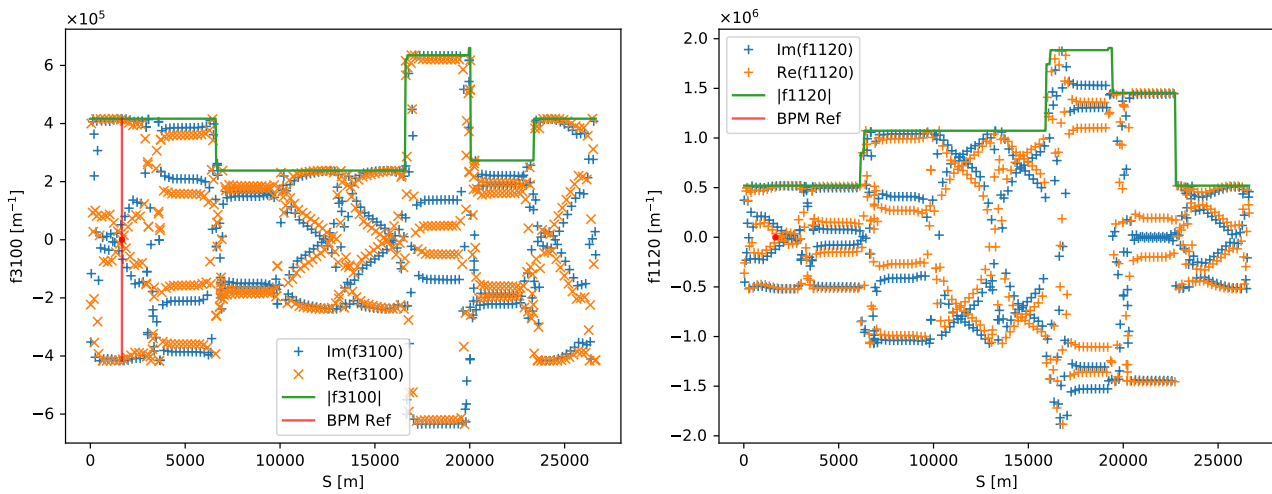 ×10⁵
6
4
2
0
−2
−4
−6
f3100 [m⁻¹]
Im(f3100)
Re(f3100)
|f3100|
BPM Ref
0 5000 10000 15000 20000 25000
S [m]
×10⁶
2.0
1.5
1.0
0.5
0.0
−0.5
−1.0
−1.5
−2.0
f1120 [m⁻¹]
Im(f1120)
Re(f1120)
|f1120|
BPM Ref
0 5000 10000 15000 20000 25000
S [m]